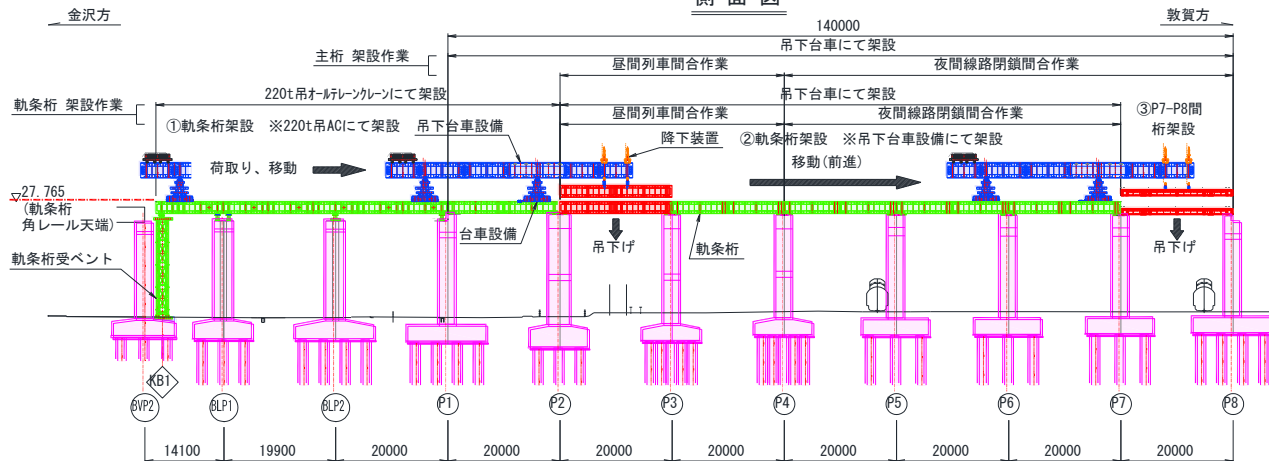 側面図
金沢方
敦賀方
140000
吊下台車にて架設
主桁 架設作業
昼間列車間合作業
夜間線路閉鎖間合作業
220t吊オールテレーンクレーンにて架設
吊下台車にて架設
軌条桁 架設作業
昼間列車間合作業
夜間線路閉鎖間合作業
①軌条桁架設 ※220t吊ACにて架設
吊下台車設備
降下装置
②軌条桁架設 ※吊下台車設備にて架設
③P7-P8間
桁架設
荷取り、移動
移動(前進)
27.765
(軌条桁
角レール天端)
台車設備
吊下げ
軌条桁
吊下げ
軌条桁受ベント
KB1
BVP2
BLP1
BLP2
P1
P2
P3
P4
P5
P6
P7
P8
14100
19900
20000
20000
20000
20000
20000
20000
20000
20000